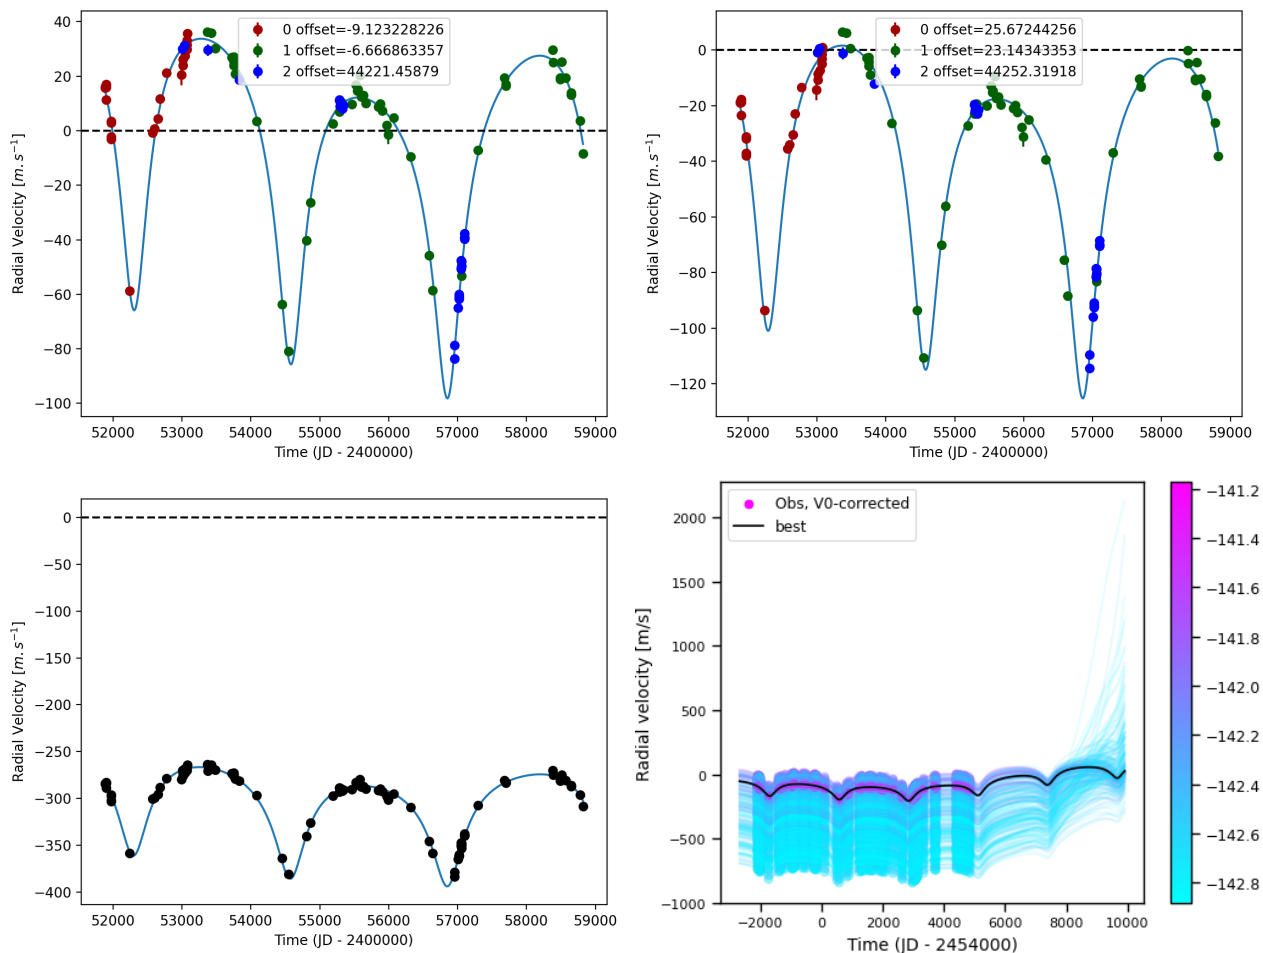 0 offset=-9.123228226
1 offset=-6.666863357
2 offset=44221.45879
40
20
0
−20
−40
−60
−80
−100
Radial Velocity [m.s⁻¹]
52000 53000 54000 55000 56000 57000 58000 59000
Time (JD - 2400000)
0 offset=25.67244256
1 offset=23.14343353
2 offset=44252.31918
0
−20
−40
−60
−80
−100
−120
Radial Velocity [m.s⁻¹]
52000 53000 54000 55000 56000 57000 58000 59000
Time (JD - 2400000)
0
−50
−100
−150
−200
−250
−300
−350
−400
Radial Velocity [m.s⁻¹]
52000 53000 54000 55000 56000 57000 58000 59000
Time (JD - 2400000)
Obs, V0-corrected
best
2000
1500
1000
500
0
−500
−1000
Radial velocity [m/s]
−2000 0 2000 4000 6000 8000 10000
Time (JD - 2454000)
−141.2
−141.4
−141.6
−141.8
−142.0
−142.2
−142.4
−142.6
−142.8